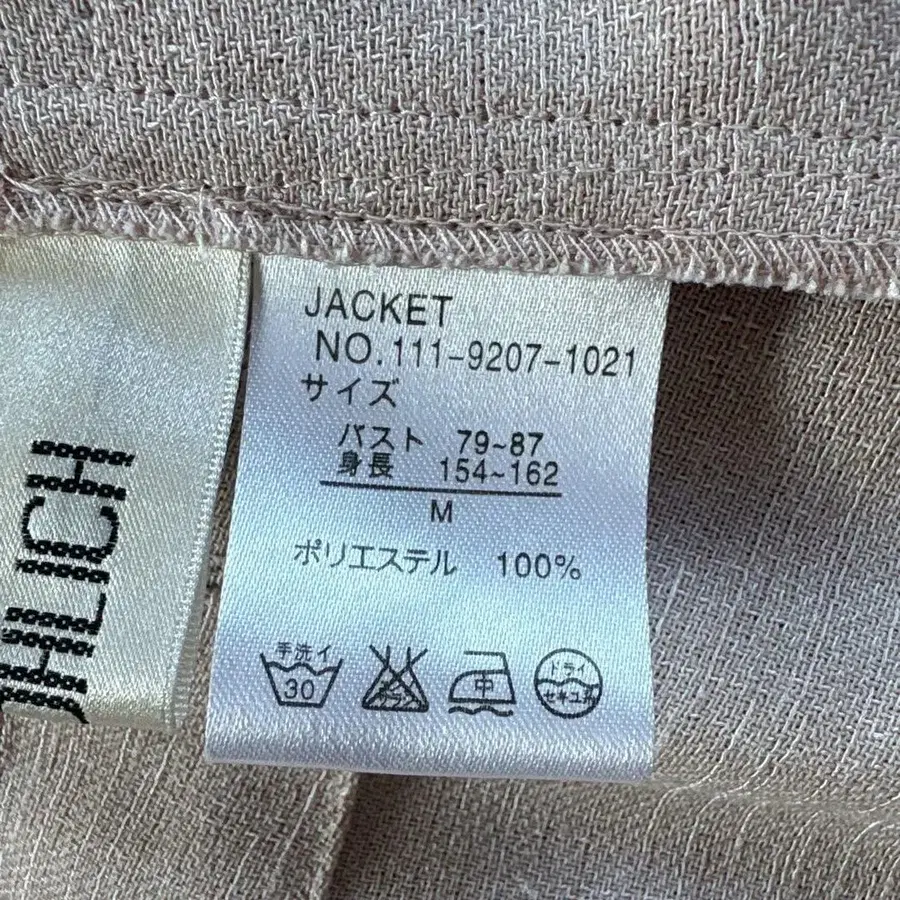 JACKET
NO.111-9207-1021
サイズ
バスト 79~87
身長 154~162
M
ポリエステル 100%
手洗イ
30
中
ドライ
セキユ系